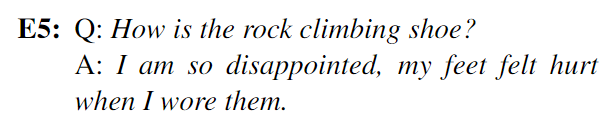 E5: Q: How is the rock climbing shoe?
A: I am so disappointed, my feet felt hurt
when I wore them.